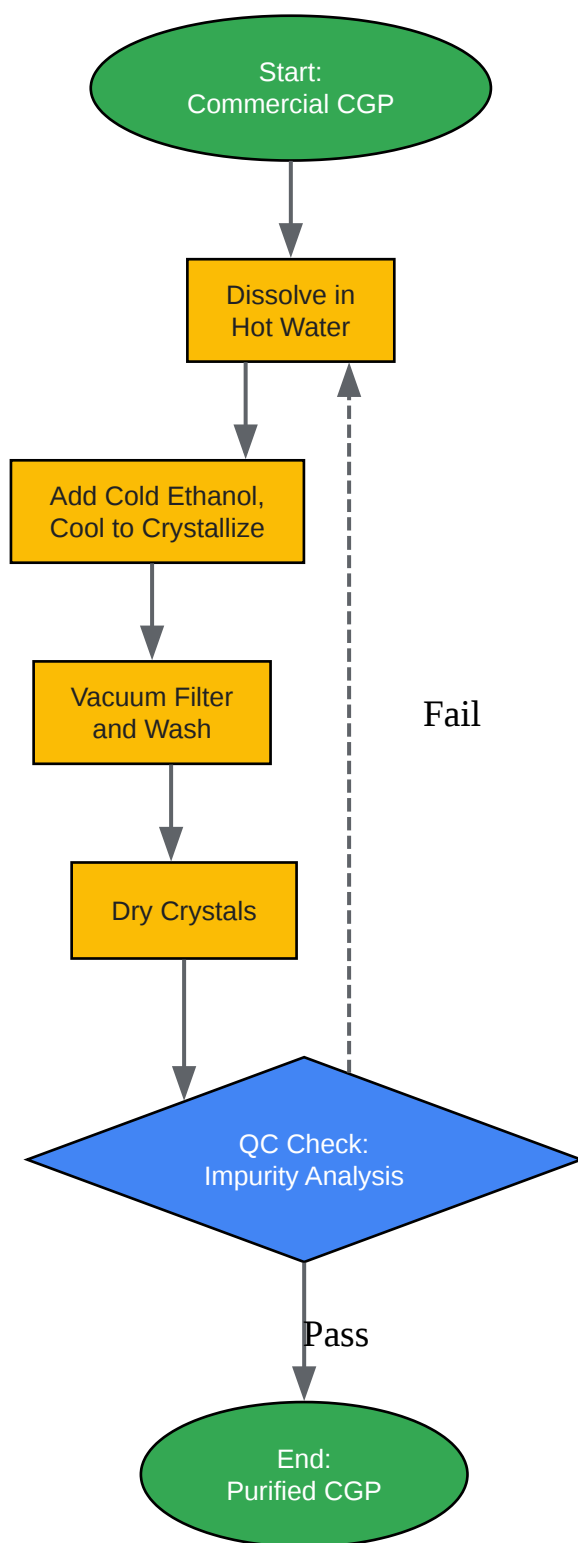 Start:
Commercial CGP
Dissolve in
Hot Water
Add Cold Ethanol,
Cool to Crystallize
Vacuum Filter
and Wash
Fail
Dry Crystals
QC Check:
Impurity Analysis
Pass
End:
Purified CGP